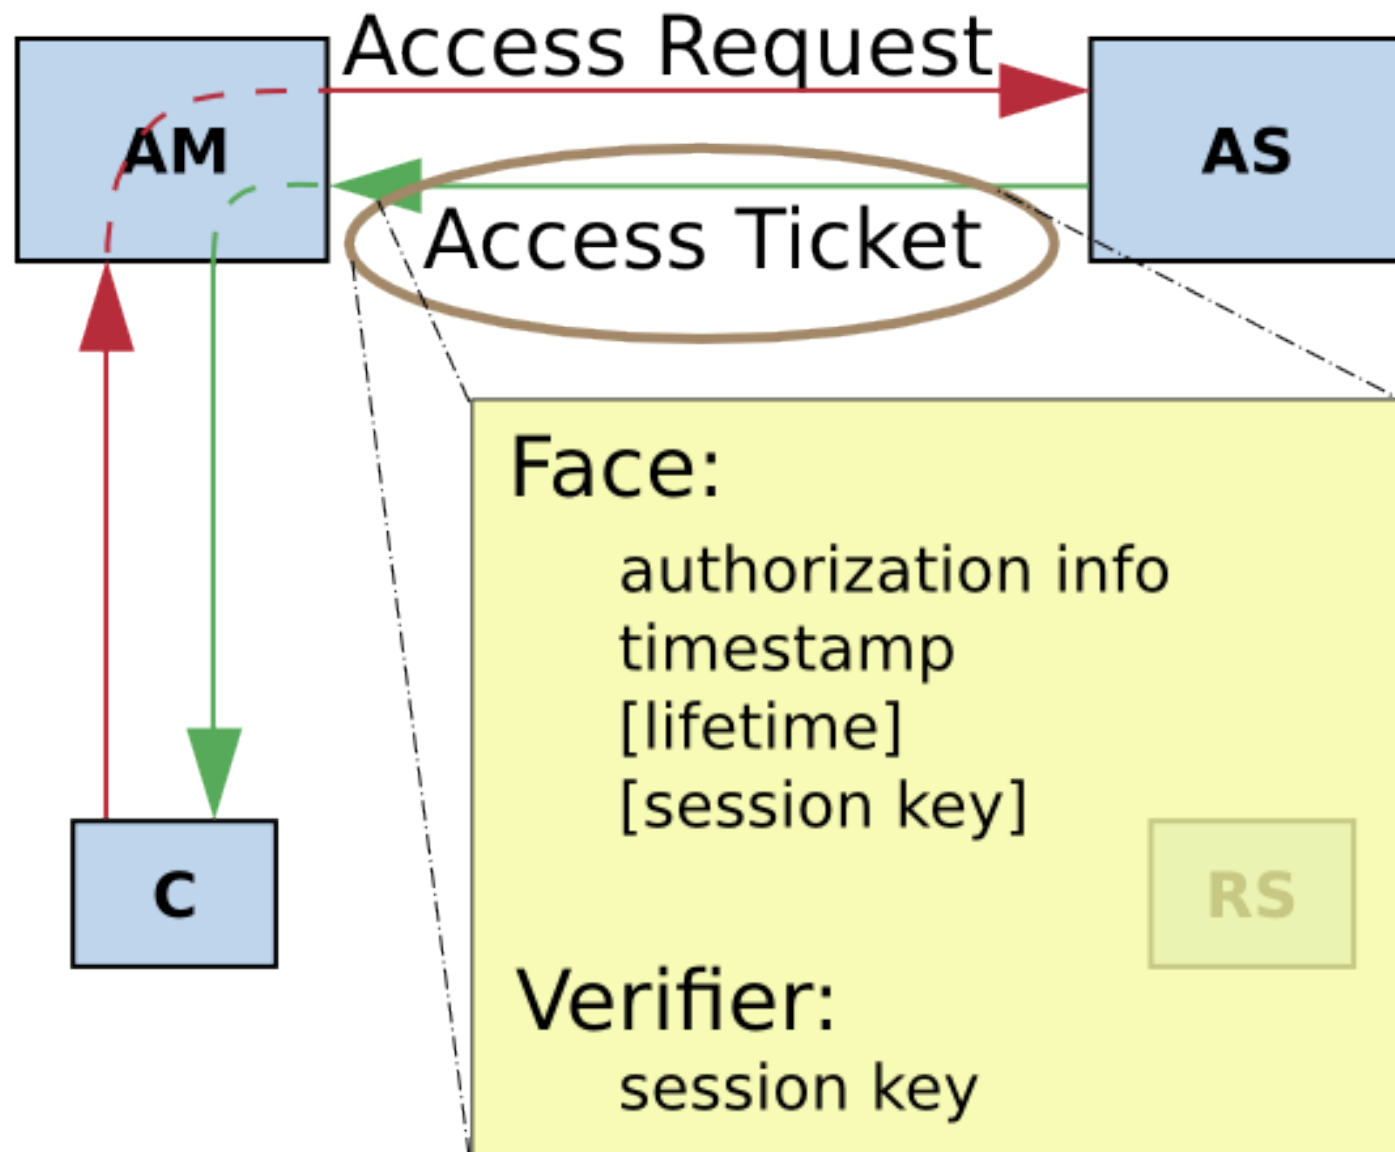 Access Request
AM
AS
Access Ticket
Face:
authorization info
timestamp
[lifetime]
[session key]
C
RS
Verifier:
session key